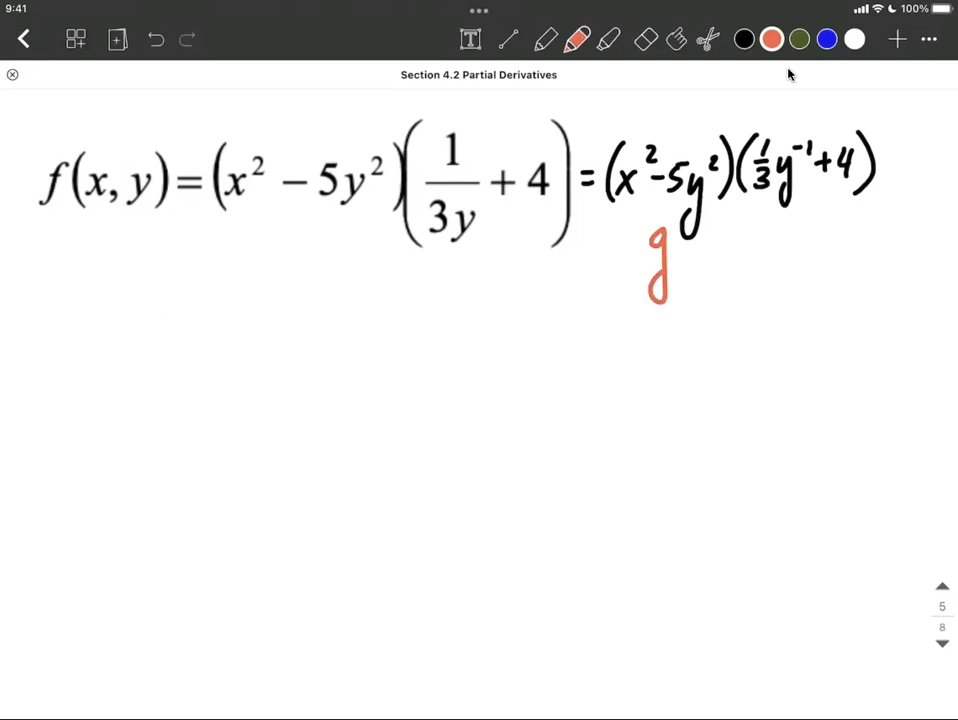 9:41 100%
T
Section 4.2 Partial Derivatives
f(x, y) = (x² − 5y²)(1/(3y) + 4) = (x² − 5y²)(⅓y⁻¹ + 4)
g
5
8